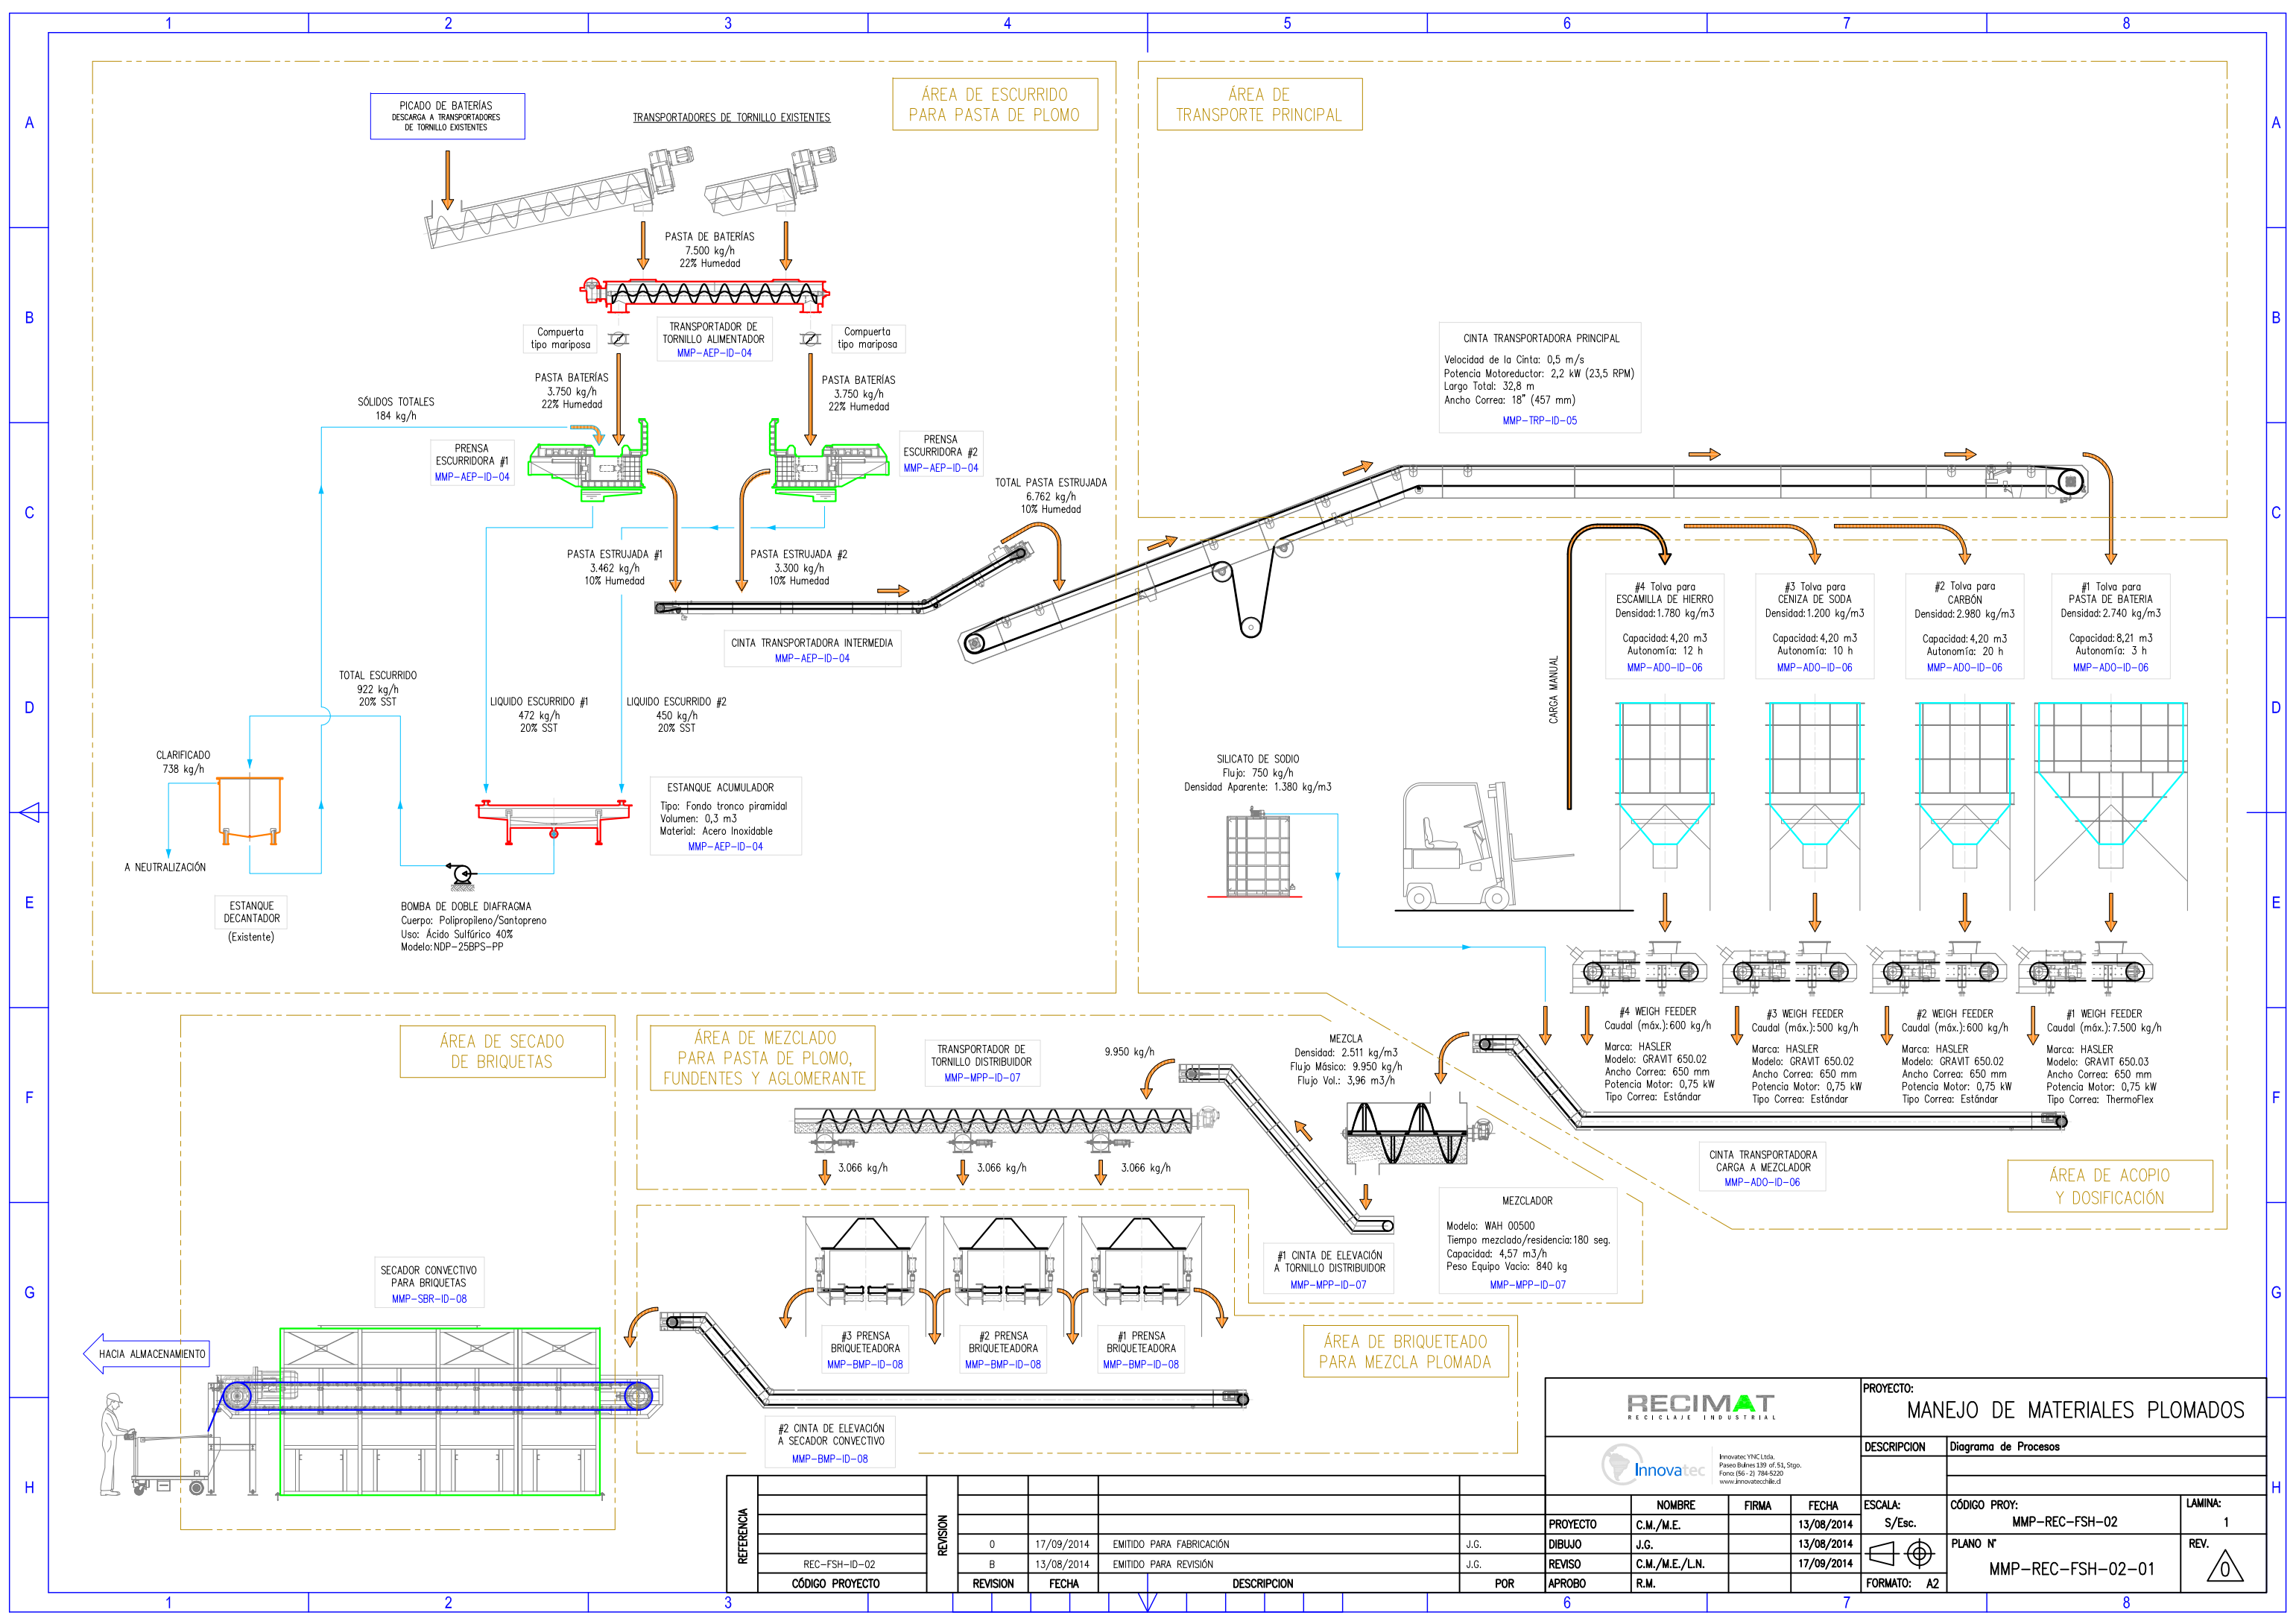 1 2 3 4 5 6 7 8
A
B
C
D
E
F
G
H
A
B
C
D
E
F
G
H
PICADO DE BATERÍAS
DESCARGA A TRANSPORTADORES
DE TORNILLO EXISTENTES
TRANSPORTADORES DE TORNILLO EXISTENTES
ÁREA DE ESCURRIDO
PARA PASTA DE PLOMO
ÁREA DE
TRANSPORTE PRINCIPAL
PASTA DE BATERÍAS
7.500 kg/h
22% Humedad
Compuerta
tipo mariposa
TRANSPORTADOR DE
TORNILLO ALIMENTADOR
MMP-AEP-ID-04
Compuerta
tipo mariposa
PASTA BATERÍAS
3.750 kg/h
22% Humedad
PASTA BATERÍAS
3.750 kg/h
22% Humedad
SÓLIDOS TOTALES
184 kg/h
PRENSA
ESCURRIDORA #1
MMP-AEP-ID-04
PRENSA
ESCURRIDORA #2
MMP-AEP-ID-04
CINTA TRANSPORTADORA PRINCIPAL
Velocidad de la Cinta: 0,5 m/s
Potencia Motoreductor: 2,2 kW (23,5 RPM)
Largo Total: 32,8 m
Ancho Correa: 18" (457 mm)
MMP-TRP-ID-05
TOTAL PASTA ESTRUJADA
6.762 kg/h
10% Humedad
PASTA ESTRUJADA #1
3.462 kg/h
10% Humedad
PASTA ESTRUJADA #2
3.300 kg/h
10% Humedad
CINTA TRANSPORTADORA INTERMEDIA
MMP-AEP-ID-04
#4 Tolva para
ESCAMILLA DE HIERRO
Densidad: 1.780 kg/m3
Capacidad: 4,20 m3
Autonomía: 12 h
MMP-ADO-ID-06
#3 Tolva para
CENIZA DE SODA
Densidad: 1.200 kg/m3
Capacidad: 4,20 m3
Autonomía: 10 h
MMP-ADO-ID-06
#2 Tolva para
CARBÓN
Densidad: 2.980 kg/m3
Capacidad: 4,20 m3
Autonomía: 20 h
MMP-ADO-ID-06
#1 Tolva para
PASTA DE BATERIA
Densidad: 2.740 kg/m3
Capacidad: 8,21 m3
Autonomía: 3 h
MMP-ADO-ID-06
CARGA MANUAL
TOTAL ESCURRIDO
922 kg/h
20% SST
LIQUIDO ESCURRIDO #1
472 kg/h
20% SST
LIQUIDO ESCURRIDO #2
450 kg/h
20% SST
CLARIFICADO
738 kg/h
A NEUTRALIZACIÓN
ESTANQUE
DECANTADOR
(Existente)
ESTANQUE ACUMULADOR
Tipo: Fondo tronco piramidal
Volumen: 0,3 m3
Material: Acero Inoxidable
MMP-AEP-ID-04
BOMBA DE DOBLE DIAFRAGMA
Cuerpo: Polipropileno/Santopreno
Uso: Ácido Sulfúrico 40%
Modelo: NDP-25BPS-PP
SILICATO DE SODIO
Flujo: 750 kg/h
Densidad Aparente: 1.380 kg/m3
#4 WEIGH FEEDER
Caudal (máx.): 600 kg/h
Marca: HASLER
Modelo: GRAVIT 650.02
Ancho Correa: 650 mm
Potencia Motor: 0,75 kW
Tipo Correa: Estándar
#3 WEIGH FEEDER
Caudal (máx.): 500 kg/h
Marca: HASLER
Modelo: GRAVIT 650.02
Ancho Correa: 650 mm
Potencia Motor: 0,75 kW
Tipo Correa: Estándar
#2 WEIGH FEEDER
Caudal (máx.): 600 kg/h
Marca: HASLER
Modelo: GRAVIT 650.02
Ancho Correa: 650 mm
Potencia Motor: 0,75 kW
Tipo Correa: Estándar
#1 WEIGH FEEDER
Caudal (máx.): 7.500 kg/h
Marca: HASLER
Modelo: GRAVIT 650.03
Ancho Correa: 650 mm
Potencia Motor: 0,75 kW
Tipo Correa: ThermoFlex
ÁREA DE SECADO
DE BRIQUETAS
ÁREA DE MEZCLADO
PARA PASTA DE PLOMO,
FUNDENTES Y AGLOMERANTE
TRANSPORTADOR DE
TORNILLO DISTRIBUIDOR
MMP-MPP-ID-07
9.950 kg/h
MEZCLA
Densidad: 2.511 kg/m3
Flujo Másico: 9.950 kg/h
Flujo Vol.: 3,96 m3/h
3.066 kg/h
3.066 kg/h
3.066 kg/h
CINTA TRANSPORTADORA
CARGA A MEZCLADOR
MMP-ADO-ID-06
ÁREA DE ACOPIO
Y DOSIFICACIÓN
MEZCLADOR
Modelo: WAH 00500
Tiempo mezclado/residencia: 180 seg.
Capacidad: 4,57 m3/h
Peso Equipo Vacio: 840 kg
MMP-MPP-ID-07
#1 CINTA DE ELEVACIÓN
A TORNILLO DISTRIBUIDOR
MMP-MPP-ID-07
SECADOR CONVECTIVO
PARA BRIQUETAS
MMP-SBR-ID-08
HACIA ALMACENAMIENTO
#3 PRENSA
BRIQUETEADORA
MMP-BMP-ID-08
#2 PRENSA
BRIQUETEADORA
MMP-BMP-ID-08
#1 PRENSA
BRIQUETEADORA
MMP-BMP-ID-08
ÁREA DE BRIQUETEADO
PARA MEZCLA PLOMADA
#2 CINTA DE ELEVACIÓN
A SECADOR CONVECTIVO
MMP-BMP-ID-08
RECIMAT
RECICLAJE INDUSTRIAL
PROYECTO:
MANEJO DE MATERIALES PLOMADOS
Innovatec
Innovatec YNC Ltda.
Paseo Bulnes 139 of. 51, Stgo.
Fono: (56 - 2) 784-5220
www.innovatecchile.cl
DESCRIPCION Diagrama de Procesos
NOMBRE FIRMA FECHA
PROYECTO C.M./M.E. 13/08/2014
DIBUJO J.G. 13/08/2014
REVISO C.M./M.E./L.N. 17/09/2014
APROBO R.M.
ESCALA:
S/Esc.
FORMATO: A2
CÓDIGO PROY:
MMP-REC-FSH-02
LAMINA:
1
PLANO N°
MMP-REC-FSH-02-01
REV.
0
REFERENCIA
REC-FSH-ID-02
CÓDIGO PROYECTO
REVISION
0 17/09/2014 EMITIDO PARA FABRICACIÓN J.G.
B 13/08/2014 EMITIDO PARA REVISIÓN J.G.
REVISION FECHA DESCRIPCION POR
1 2 3 6 7 8